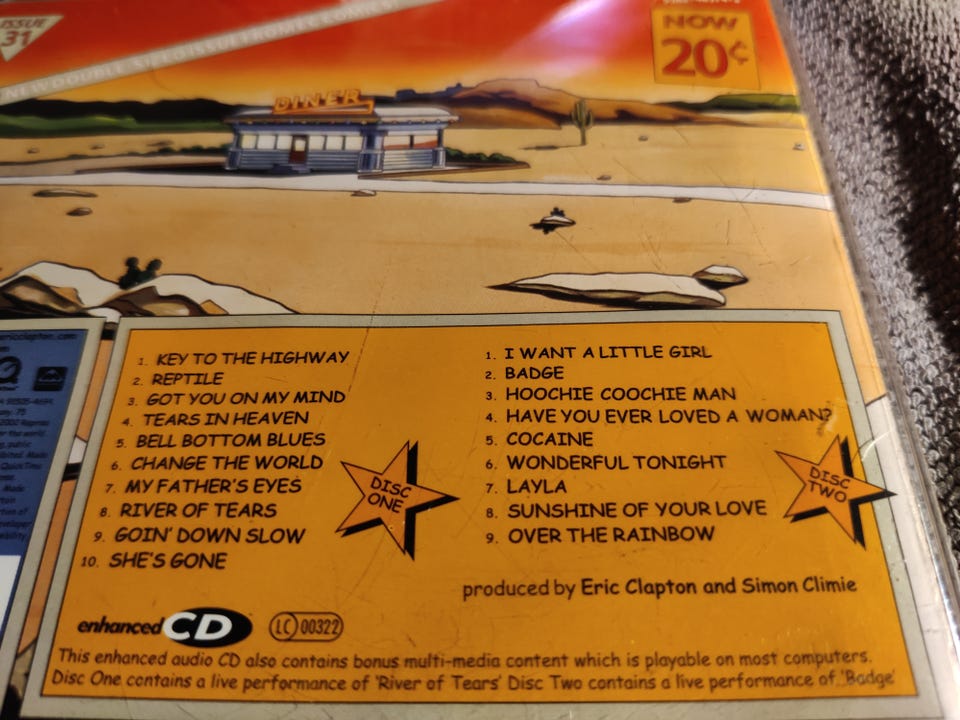 ISSUE
31
NOW
20¢
DINER
1. KEY TO THE HIGHWAY
2. REPTILE
3. GOT YOU ON MY MIND
4. TEARS IN HEAVEN
5. BELL BOTTOM BLUES
6. CHANGE THE WORLD
7. MY FATHER'S EYES
8. RIVER OF TEARS
9. GOIN' DOWN SLOW
10. SHE'S GONE
DISC
ONE
1. I WANT A LITTLE GIRL
2. BADGE
3. HOOCHIE COOCHIE MAN
4. HAVE YOU EVER LOVED A WOMAN?
5. COCAINE
6. WONDERFUL TONIGHT
7. LAYLA
8. SUNSHINE OF YOUR LOVE
9. OVER THE RAINBOW
DISC
TWO
produced by Eric Clapton and Simon Climie
enhanced CD LC 00322
This enhanced audio CD also contains bonus multi-media content which is playable on most computers.
Disc One contains a live performance of 'River of Tears' Disc Two contains a live performance of 'Badge'